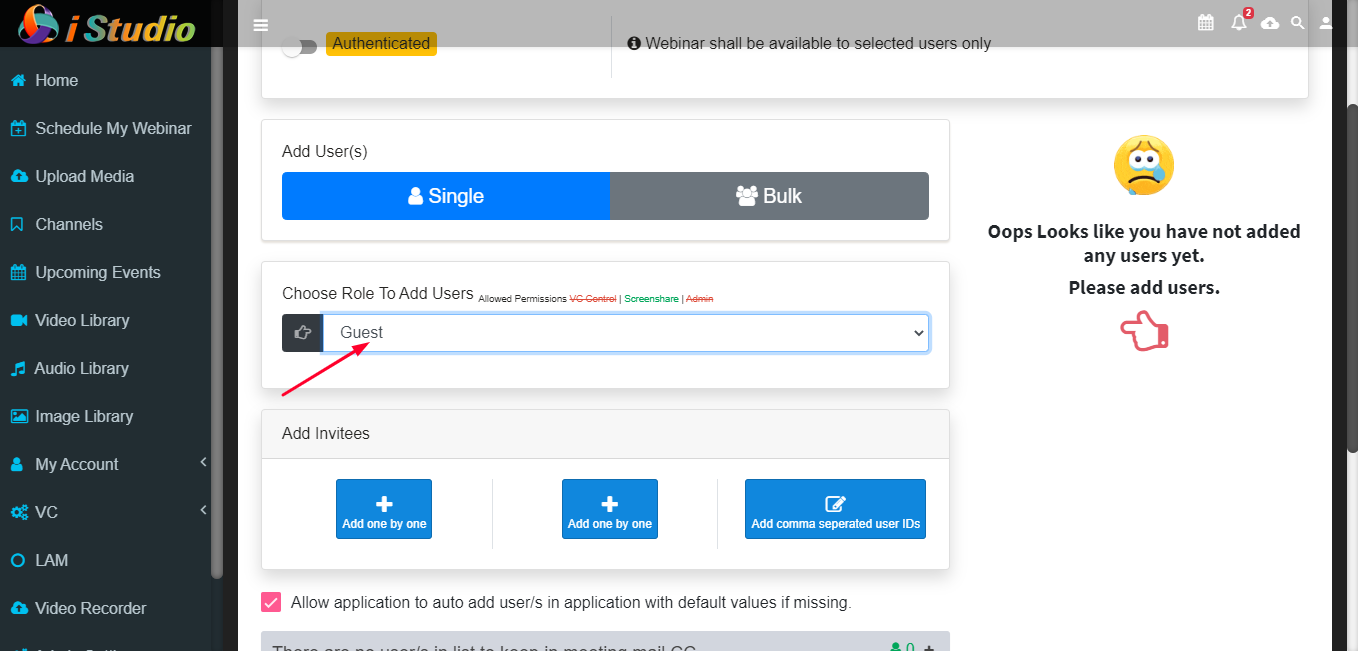 i Studio
2
Authenticated
Webinar shall be available to selected users only
Home
Schedule My Webinar
Upload Media
Channels
Upcoming Events
Video Library
Audio Library
Image Library
My Account
VC
LAM
Video Recorder
Add User(s)
Single
Bulk
Choose Role To Add Users Allowed Permissions VC Control | Screenshare | Admin
Guest
Add Invitees
Add one by one
Add one by one
Add comma seperated user IDs
Allow application to auto add user/s in application with default values if missing.
There are no user/s in list to keep in meeting mail CC
0
Oops Looks like you have not added
any users yet.
Please add users.